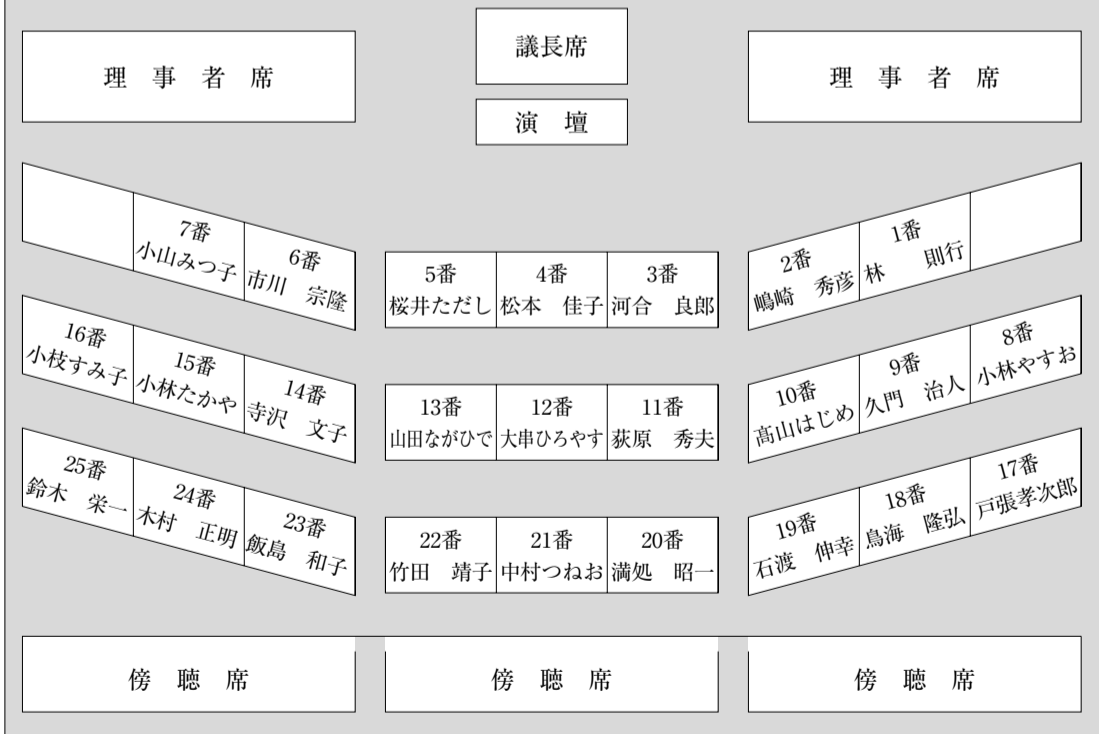 議長席
理　事　者　席
理　事　者　席
演　壇
7番
小山みつ子
6番
市川　宗隆
5番
桜井ただし
4番
松本　佳子
3番
河合　良郎
2番
嶋崎　秀彦
1番
林　　則行
16番
小枝すみ子
15番
小林たかや
14番
寺沢　文子
13番
山田ながひで
12番
大串ひろやす
11番
荻原　秀夫
10番
髙山はじめ
9番
久門　治人
8番
小林やすお
25番
鈴木　栄一
24番
木村　正明
23番
飯島　和子
22番
竹田　靖子
21番
中村つねお
20番
満処　昭一
19番
石渡　伸幸
18番
鳥海　隆弘
17番
戸張孝次郎
傍　聴　席
傍　聴　席
傍　聴　席